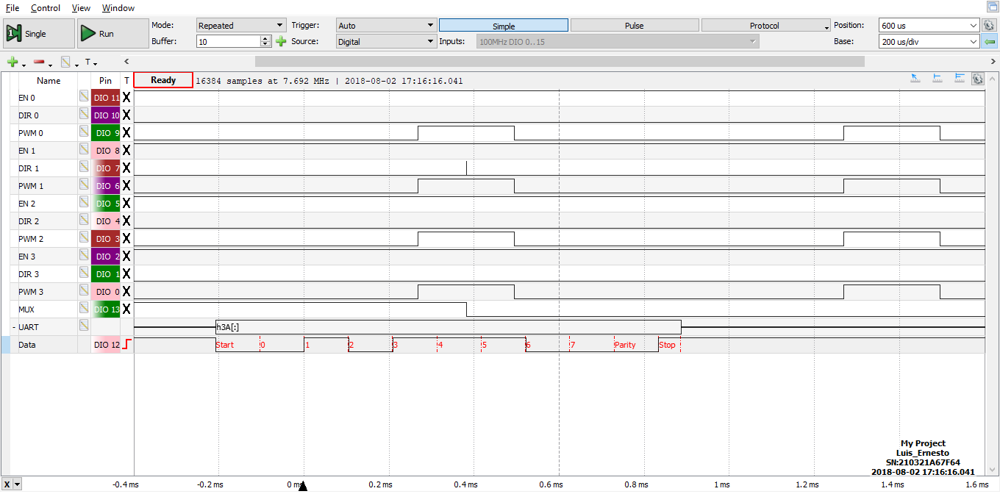 File Control View Window
Single Run Mode: Repeated Trigger: Auto Simple Pulse Protocol Position: 600 us
Buffer: 10 Source: Digital Inputs: 100MHz DIO 0..15 Base: 200 us/div
T
Name Pin T Ready 16384 samples at 7.692 MHz | 2018-08-02 17:16:16.041
EN 0 DIO 11 X
DIR 0 DIO 10 X
PWM 0 DIO 9 X
EN 1 DIO 8 X
DIR 1 DIO 7 X
PWM 1 DIO 6 X
EN 2 DIO 5 X
DIR 2 DIO 4 X
PWM 2 DIO 3 X
EN 3 DIO 2 X
DIR 3 DIO 1 X
PWM 3 DIO 0 X
MUX DIO 13 X
- UART h3A[:]
Data DIO 12 Start 0 1 2 3 4 5 6 7 Parity Stop
My Project
Luis_Ernesto
SN:210321A67F64
2018-08-02 17:16:16.041
X -0.4 ms -0.2 ms 0 ms 0.2 ms 0.4 ms 0.6 ms 0.8 ms 1 ms 1.2 ms 1.4 ms 1.6 ms